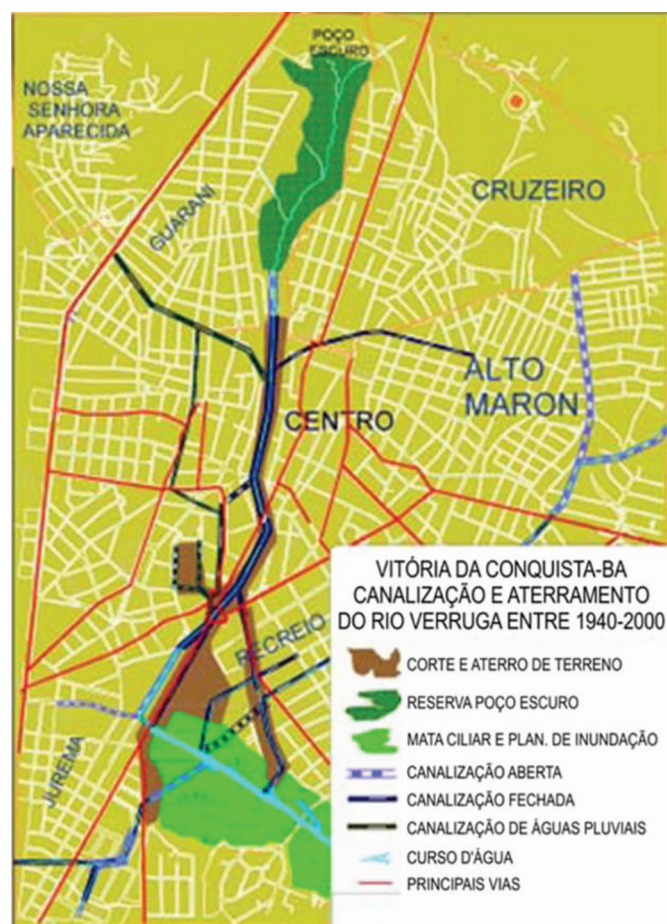 POÇO
ESCURO
NOSSA
SENHORA
APARECIDA
GUARANI
CRUZEIRO
ALTO
MARON
CENTRO
RECREIO
JUREMA
VITÓRIA DA CONQUISTA-BA
CANALIZAÇÃO E ATERRAMENTO
DO RIO VERRUGA ENTRE 1940-2000
CORTE E ATERRO DE TERRENO
RESERVA POÇO ESCURO
MATA CILIAR E PLAN. DE INUNDAÇÃO
CANALIZAÇÃO ABERTA
CANALIZAÇÃO FECHADA
CANALIZAÇÃO DE ÁGUAS PLUVIAIS
CURSO D'ÁGUA
PRINCIPAIS VIAS